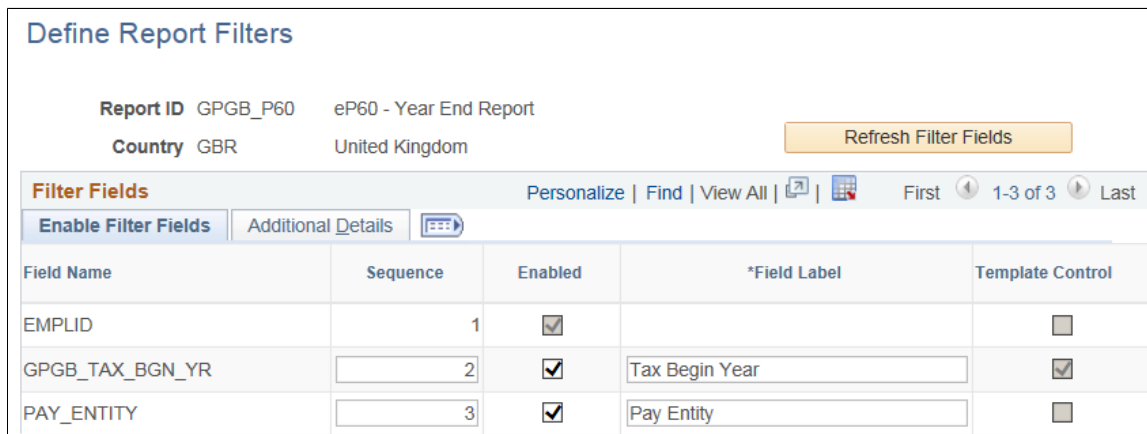 Define Report Filters
Report ID GPGB_P60 eP60 - Year End Report
Country GBR United Kingdom
Refresh Filter Fields
Filter Fields Personalize | Find | View All | | First 1-3 of 3 Last
Enable Filter Fields Additional Details
Field Name Sequence Enabled *Field Label Template Control
EMPLID 1
GPGB_TAX_BGN_YR 2 Tax Begin Year
PAY_ENTITY 3 Pay Entity